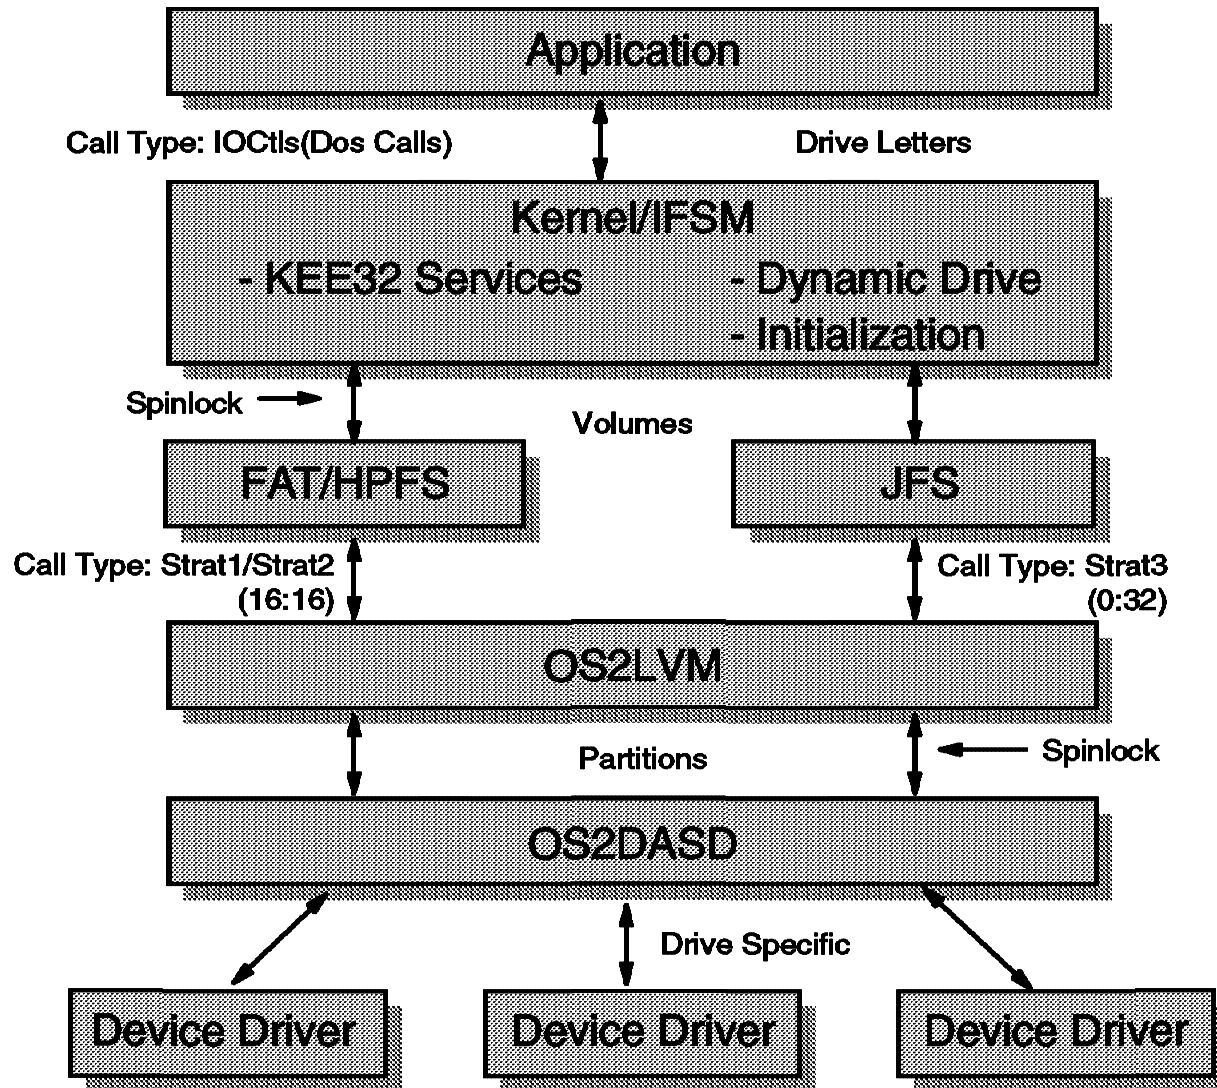 Application
Call Type: IOCtls(Dos Calls)
Drive Letters
Kernel/IFSM
- KEE32 Services
- Dynamic Drive
- Initialization
Spinlock
Volumes
FAT/HPFS
JFS
Call Type: Strat1/Strat2
(16:16)
Call Type: Strat3
(0:32)
OS2LVM
Partitions
Spinlock
OS2DASD
Drive Specific
Device Driver
Device Driver
Device Driver